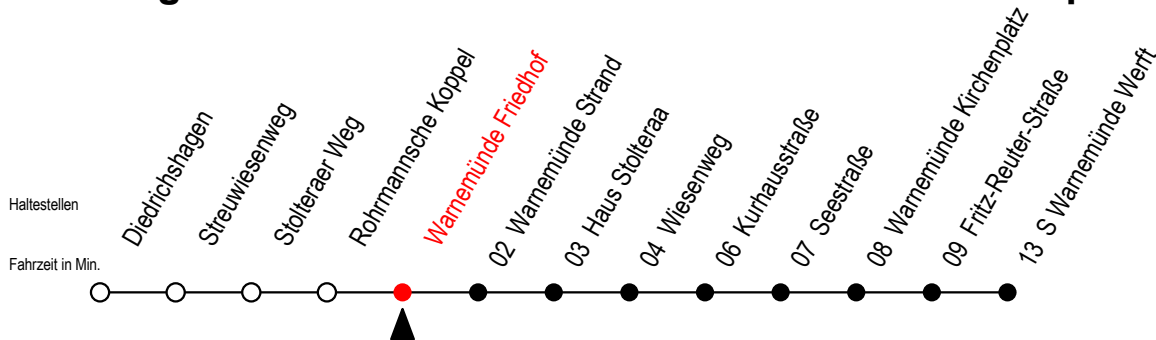 Haltestellen
Fahrzeit in Min.
Diedrichshagen
Streuwiesenweg
Stolteraer Weg
Rohrmannsche Koppel
Warnemünde Friedhof
02 Warnemünde Strand
03 Haus Stolteraa
04 Wiesenweg
06 Kurhausstraße
07 Seestraße
08 Warnemünde Kirchenplatz
09 Fritz-Reuter-Straße
13 S Warnemünde Werft